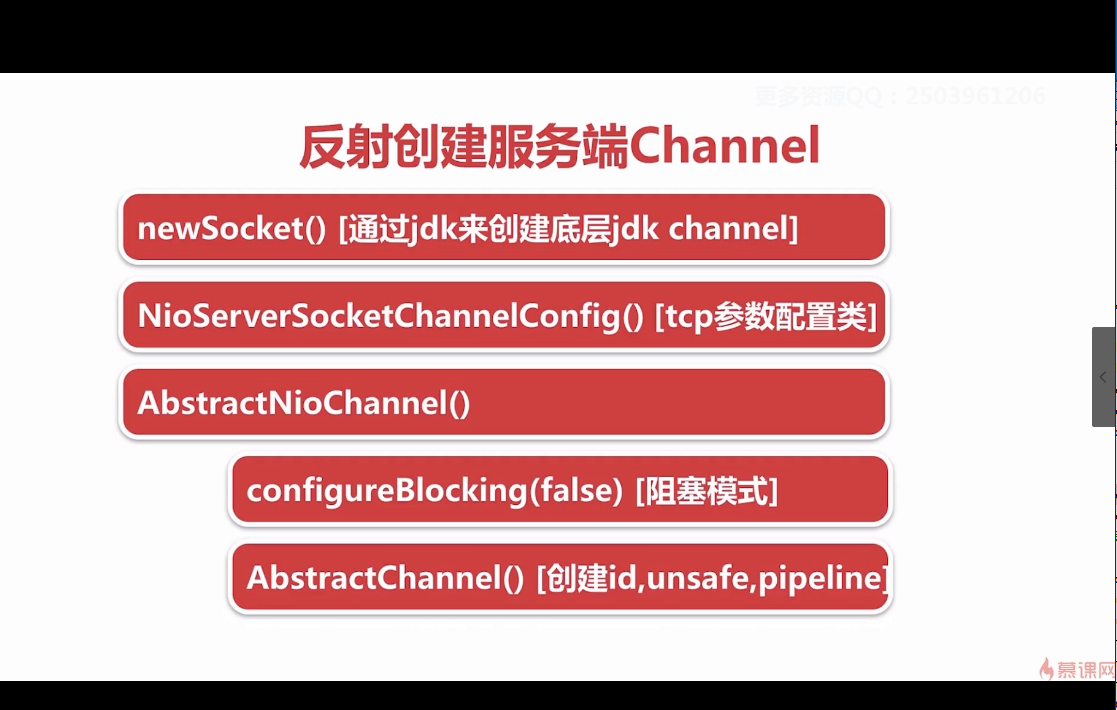 更多资源QQ：2503961206
反射创建服务端Channel
newSocket() [通过jdk来创建底层jdk channel]
NioServerSocketChannelConfig() [tcp参数配置类]
AbstractNioChannel()
configureBlocking(false) [阻塞模式]
AbstractChannel() [创建id,unsafe,pipeline]
慕课网